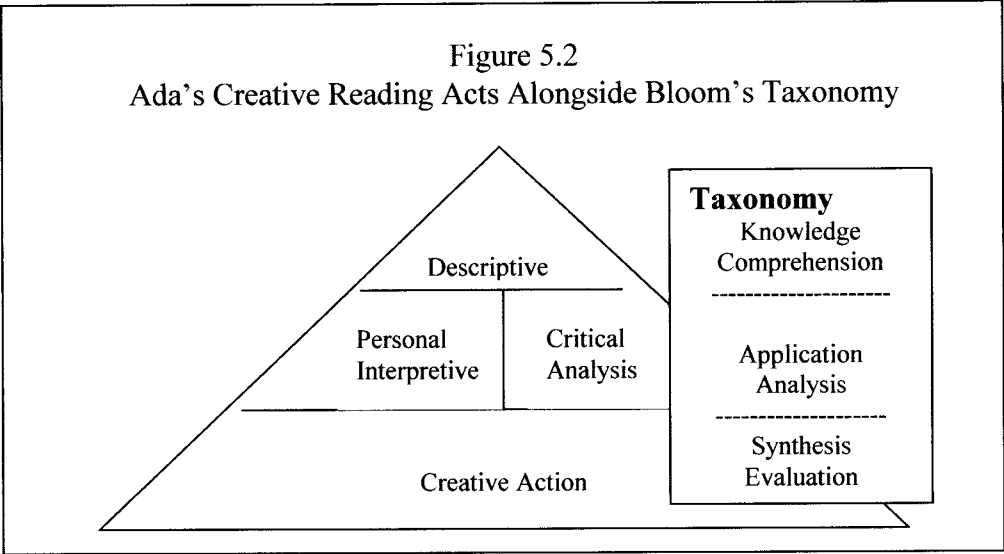 Figure 5.2
Ada's Creative Reading Acts Alongside Bloom's Taxonomy
Descriptive
Personal
Interpretive
Critical
Analysis
Creative Action
Taxonomy
Knowledge
Comprehension
Application
Analysis
Synthesis
Evaluation